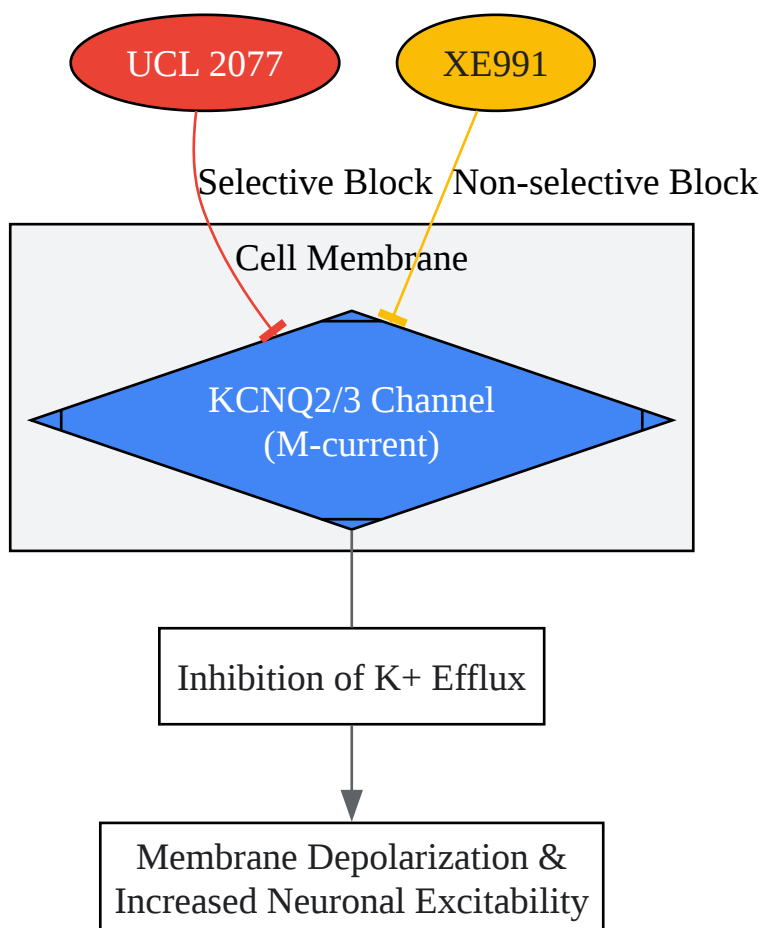 UCL 2077
XE991
Selective Block
Non-selective Block
Cell Membrane
KCNQ2/3 Channel
(M-current)
Inhibition of K+ Efflux
Membrane Depolarization &
Increased Neuronal Excitability